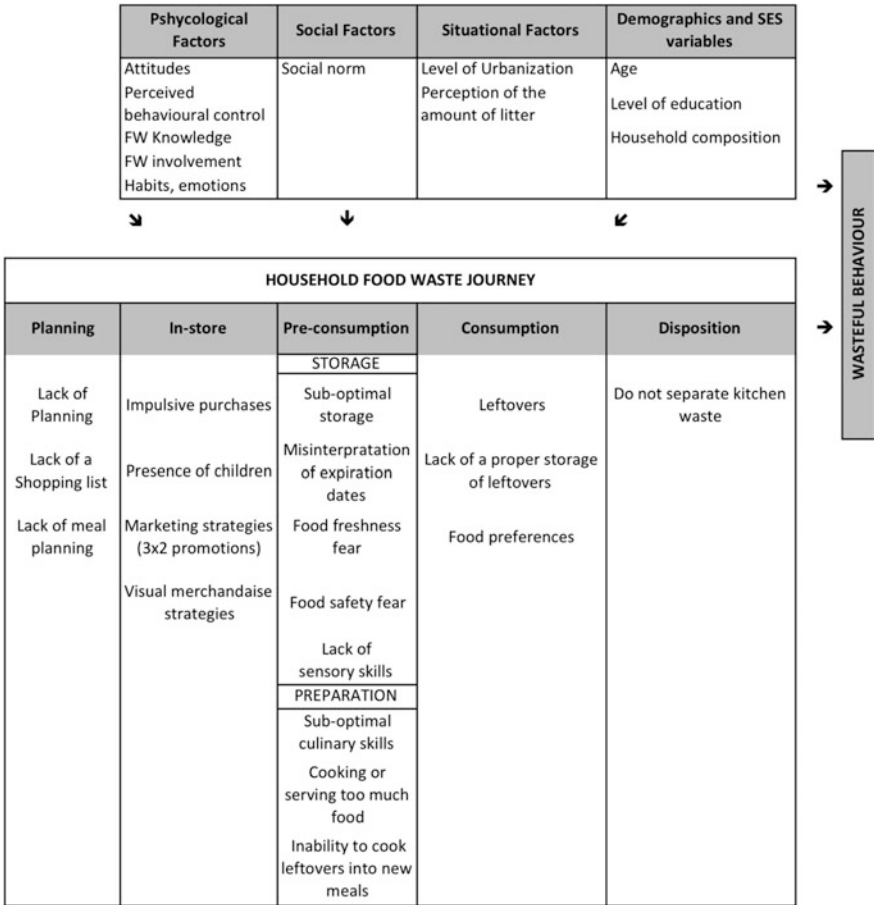 Pshycological
Factors
Social Factors
Situational Factors
Demographics and SES
variables
Attitudes
Perceived
behavioural control
FW Knowledge
FW involvement
Habits, emotions
Social norm
Level of Urbanization
Perception of the
amount of litter
Age
Level of education
Household composition
WASTEFUL BEHAVIOUR
HOUSEHOLD FOOD WASTE JOURNEY
Planning
In-store
Pre-consumption
Consumption
Disposition
Lack of
Planning
Lack of a
Shopping list
Lack of meal
planning
Impulsive purchases
Presence of children
Marketing strategies
(3x2 promotions)
Visual merchandaise
strategies
STORAGE
Sub-optimal
storage
Misinterpratation
of expiration
dates
Food freshness
fear
Food safety fear
Lack of
sensory skills
PREPARATION
Sub-optimal
culinary skills
Cooking or
serving too much
food
Inability to cook
leftovers into new
meals
Leftovers
Lack of a proper storage
of leftovers
Food preferences
Do not separate kitchen
waste